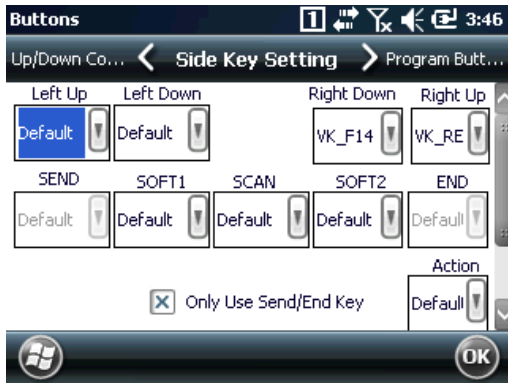 Buttons 1 3:46
Up/Down Co... Side Key Setting Program Butt...
Left Up Left Down Right Down Right Up
Default Default VK_F14 VK_RE
SEND SOFT1 SCAN SOFT2 END
Default Default Default Default Defaul
Action
Only Use Send/End Key Defaul
OK